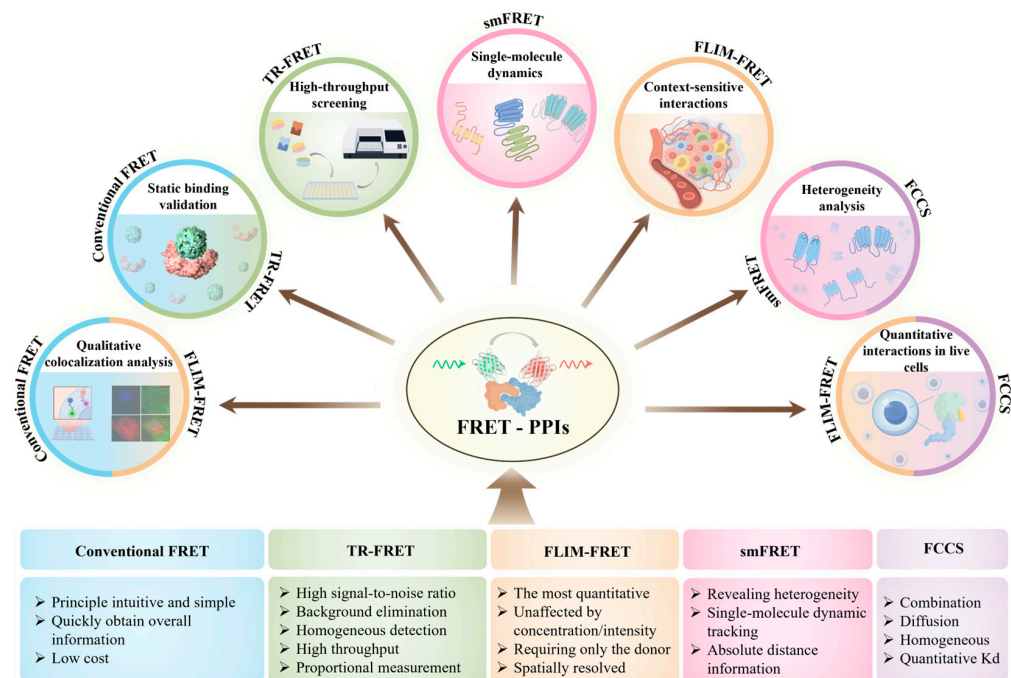 smFRET
Single-molecule
dynamics
TR-FRET
High-throughput
screening
FLIM-FRET
Context-sensitive
interactions
Conventional FRET
Static binding
validation
TR-FRET
Heterogeneity
analysis
FCCS
smFRET
Conventional FRET
Qualitative
colocalization analysis
FLIM-FRET
Quantitative
interactions in live
cells
FLIM-FRET
FCCS
FRET - PPIs
Conventional FRET
➢ Principle intuitive and simple
➢ Quickly obtain overall
information
➢ Low cost
TR-FRET
➢ High signal-to-noise ratio
➢ Background elimination
➢ Homogeneous detection
➢ High throughput
➢ Proportional measurement
FLIM-FRET
➢ The most quantitative
➢ Unaffected by
concentration/intensity
➢ Requiring only the donor
➢ Spatially resolved
smFRET
➢ Revealing heterogeneity
➢ Single-molecule dynamic
tracking
➢ Absolute distance
information
FCCS
➢ Combination
➢ Diffusion
➢ Homogeneous
➢ Quantitative Kd